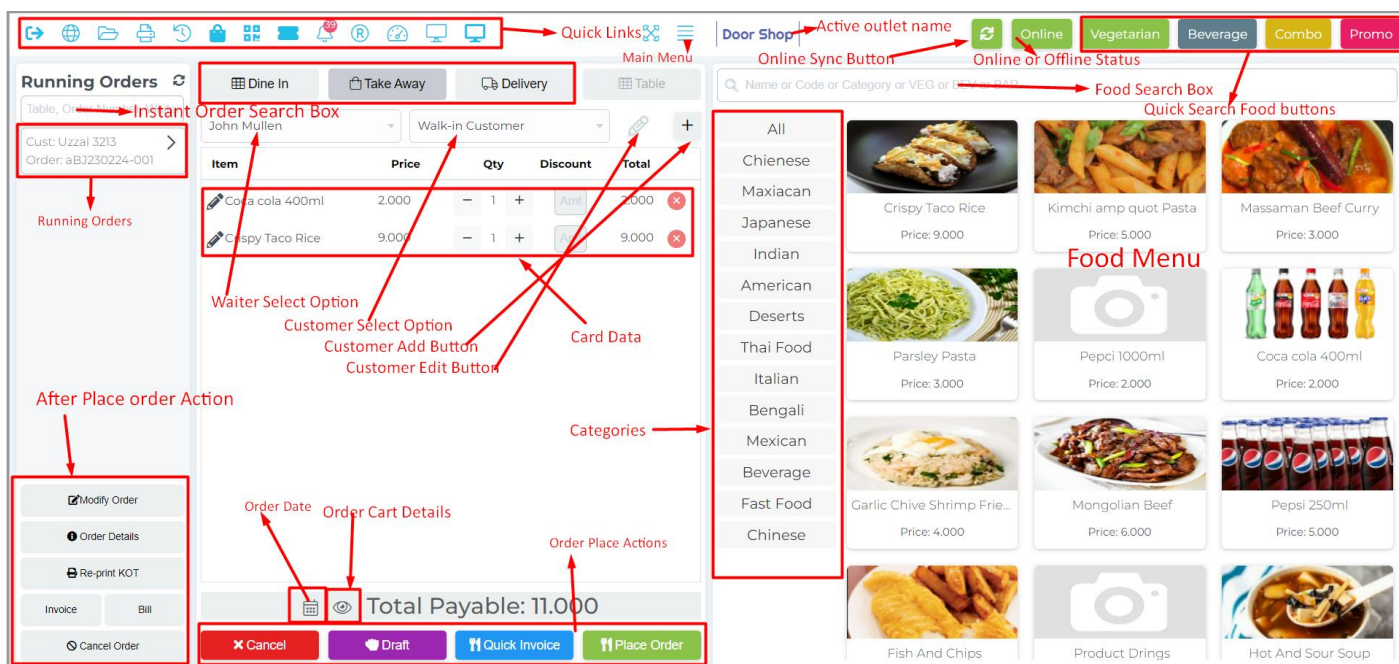 39
Quick Links
Main Menu
Door Shop
Active outlet name
Online
Vegetarian
Beverage
Combo
Promo
Online Sync Button
Online or Offline Status
Running Orders
Dine In
Take Away
Delivery
Table
Name or Code or Category or VEG or BEV or BAR
Food Search Box
Table, Order Number,
Instant Order Search Box
Quick Search Food buttons
Cust: Uzzal 3213
Order: aBJ230224-001
Running Orders
John Mullen
Walk-in Customer
Item
Price
Qty
Discount
Total
Coca cola 400ml
2.000
1
Amt
2.000
Crispy Taco Rice
9.000
1
9.000
Waiter Select Option
Customer Select Option
Customer Add Button
Customer Edit Button
Card Data
Categories
All
Chienese
Maxiacan
Japanese
Indian
American
Deserts
Thai Food
Italian
Bengali
Mexican
Beverage
Fast Food
Chinese
Crispy Taco Rice
Price: 9.000
Kimchi amp quot Pasta
Price: 5.000
Massaman Beef Curry
Price: 3.000
Food Menu
Parsley Pasta
Price: 3.000
Pepci 1000ml
Price: 2.000
Coca cola 400ml
Price: 2.000
Garlic Chive Shrimp Frie...
Price: 4.000
Mongolian Beef
Price: 6.000
Pepsi 250ml
Price: 5.000
Fish And Chips
Product Drings
Hot And Sour Soup
After Place order Action
Modify Order
Order Details
Re-print KOT
Invoice
Bill
Cancel Order
Order Date
Order Cart Details
Order Place Actions
Total Payable: 11.000
Cancel
Draft
Quick Invoice
Place Order